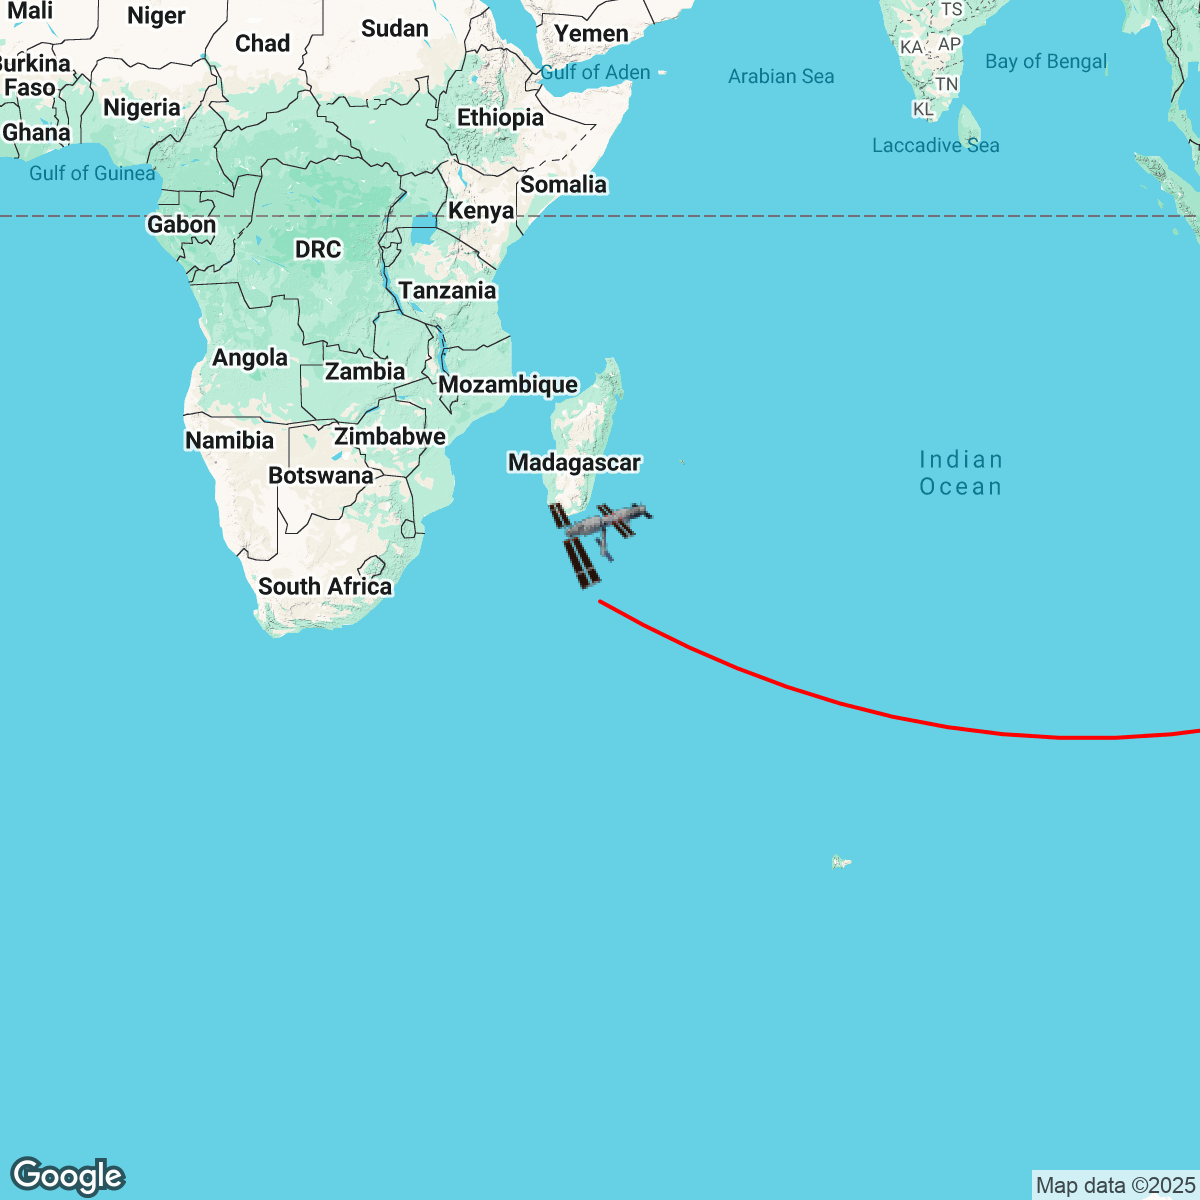 Mali
Niger
Chad
Sudan
Yemen
TS
KA
AP
Bay of Bengal
Gulf of Aden
Arabian Sea
Burkina
Faso
Nigeria
TN
KL
Ethiopia
Ghana
Laccadive Sea
Gulf of Guinea
Somalia
Kenya
Gabon
DRC
Tanzania
Angola
Zambia
Mozambique
Namibia
Zimbabwe
Botswana
Madagascar
Indian
Ocean
South Africa
Google
Map data ©2025